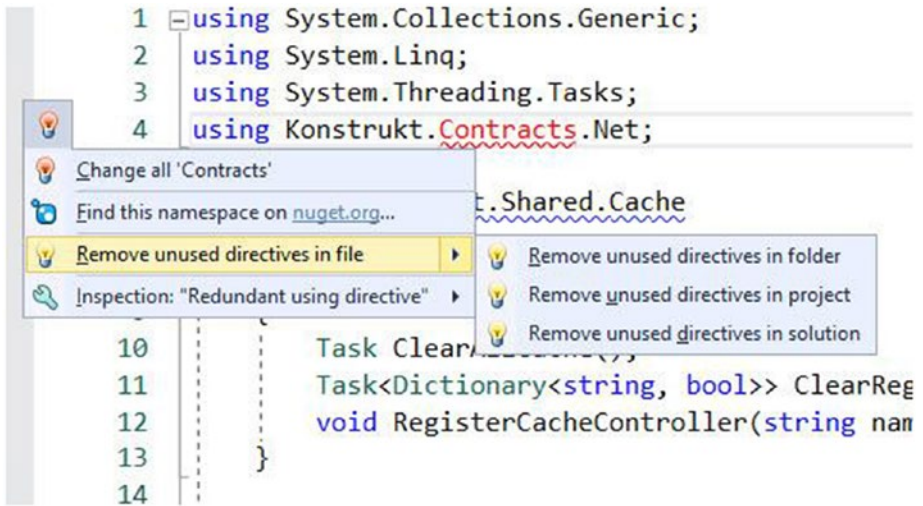 1 using System.Collections.Generic;
2 using System.Linq;
3 using System.Threading.Tasks;
4 using Konstrukt.Contracts.Net;
Change all 'Contracts'
Find this namespace on nuget.org...
.Shared.Cache
Remove unused directives in file
Remove unused directives in folder
Inspection: "Redundant using directive"
Remove unused directives in project
Remove unused directives in solution
{
10 Task
11 Task<Dictionary<string, bool>> ClearReg
12 void RegisterCacheController(string nam
13 }
14